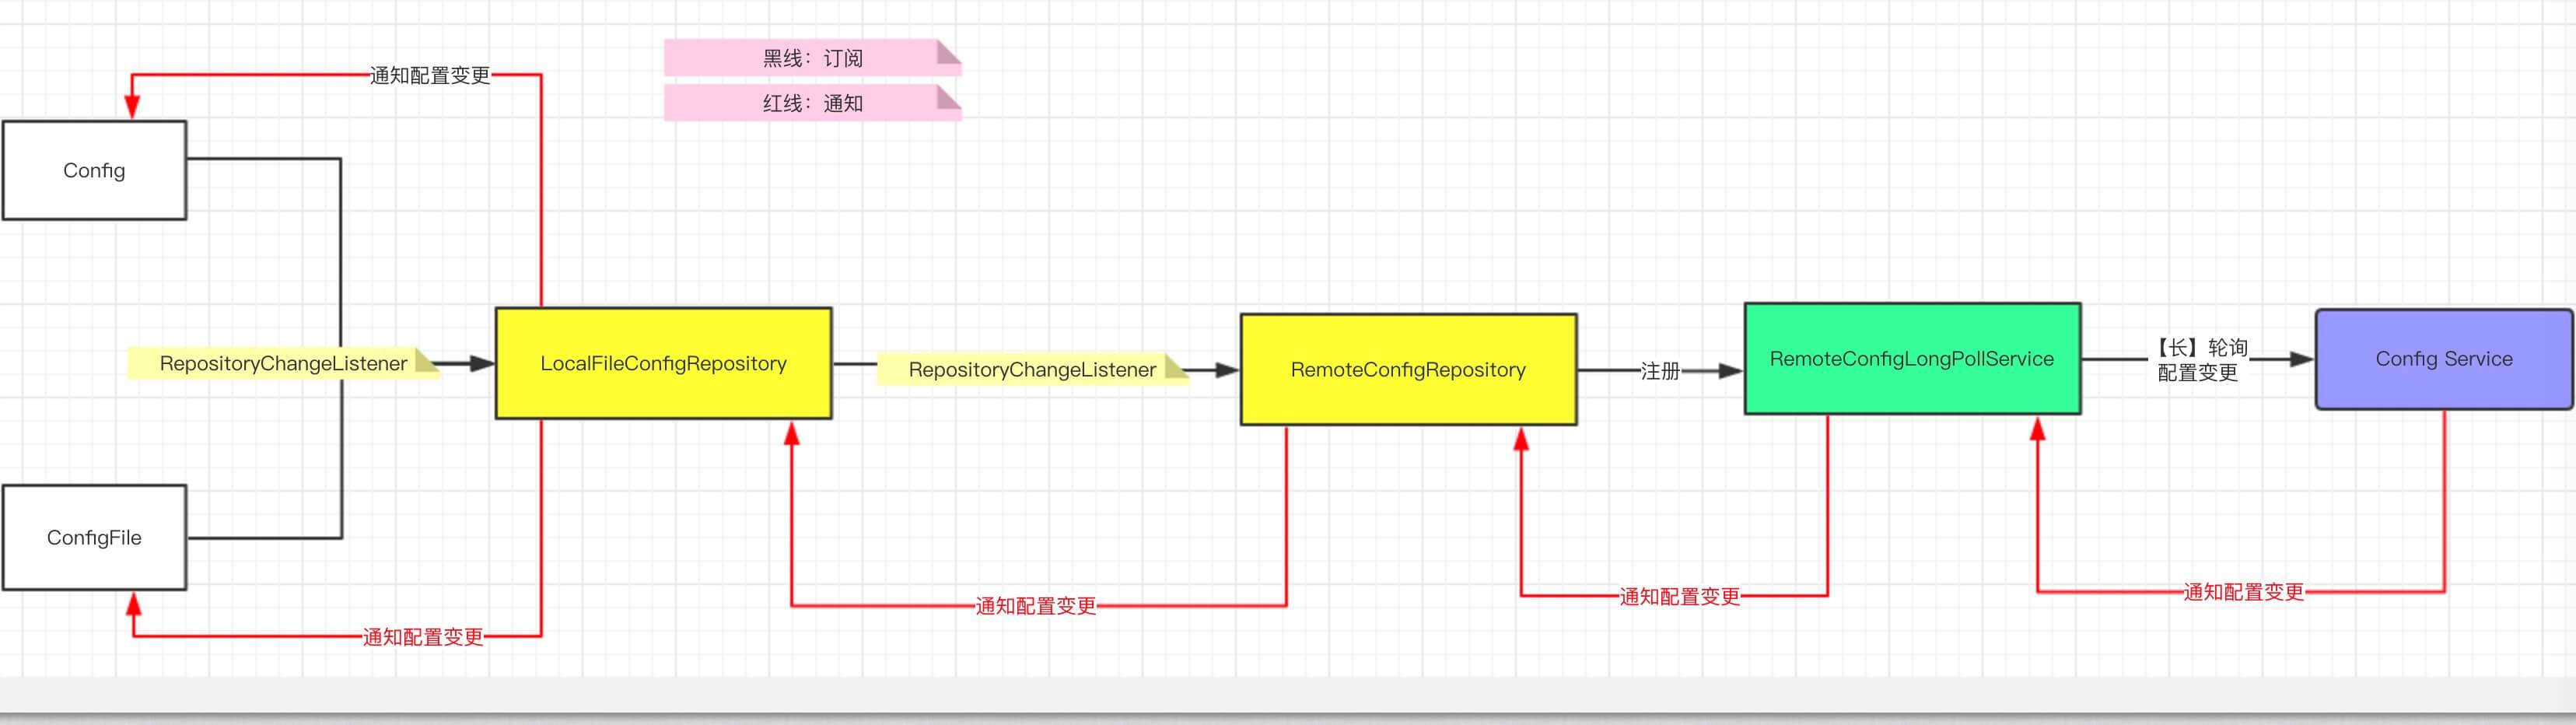 黑线：订阅
通知配置变更
红线：通知
Config
RepositoryChangeListener
LocalFileConfigRepository
RepositoryChangeListener
RemoteConfigRepository
注册
RemoteConfigLongPollService
【长】轮询
配置变更
Config Service
ConfigFile
通知配置变更
通知配置变更
通知配置变更
通知配置变更